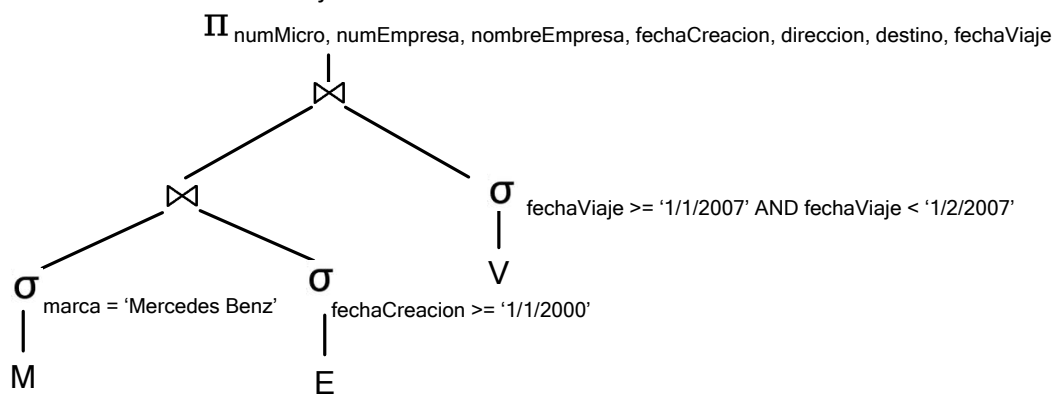 Π numMicro, numEmpresa, nombreEmpresa, fechaCreacion, direccion, destino, fechaViaje
⋈
⋈
σ fechaViaje >= ‘1/1/2007’ AND fechaViaje < ‘1/2/2007’
V
σ marca = ‘Mercedes Benz’
σ fechaCreacion >= ‘1/1/2000’
M
E